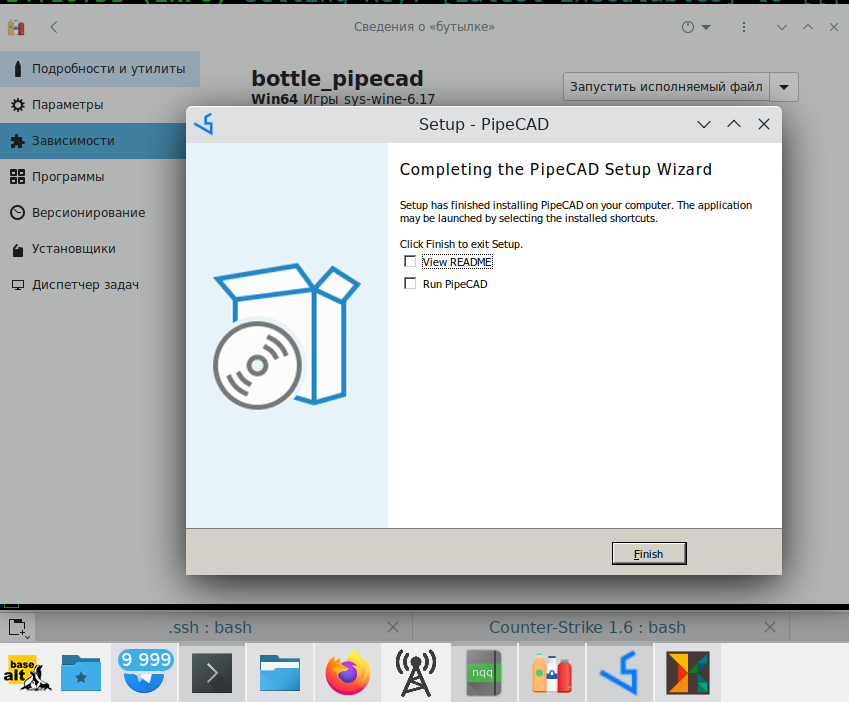 Сведения о «бутылке»
Подробности и утилиты
Параметры
Зависимости
Программы
Версионирование
Установщики
Диспетчер задач
bottle_pipecad
Win64 Игры sys-wine-6.17
Запустить исполняемый файл
Setup - PipeCAD
Completing the PipeCAD Setup Wizard
Setup has finished installing PipeCAD on your computer. The application
may be launched by selecting the installed shortcuts.
Click Finish to exit Setup.
View README
Run PipeCAD
Finish
.ssh : bash
Counter-Strike 1.6 : bash
base
alt
9 999
nqq